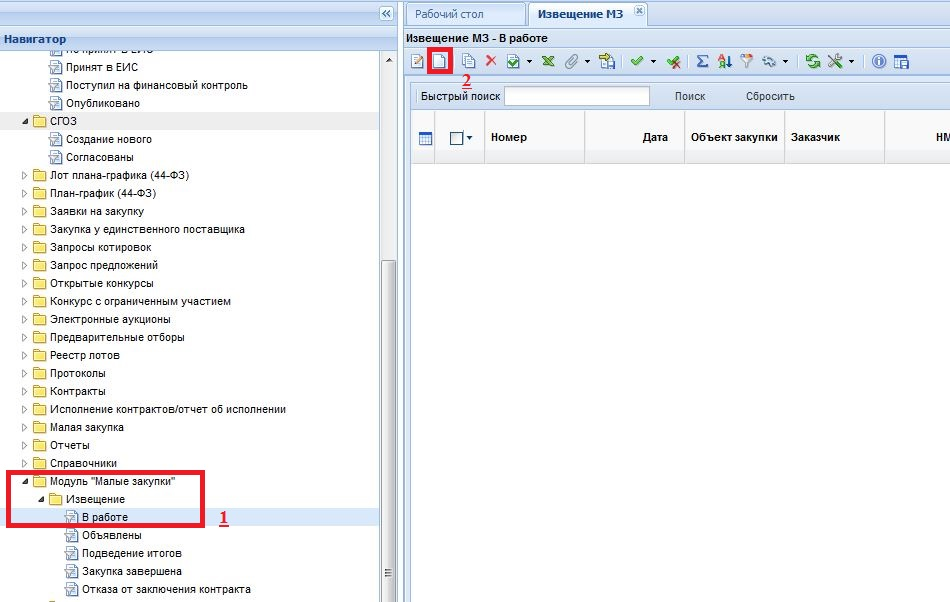 Рабочий стол
Извещение МЗ
Навигатор
Извещение МЗ - В работе
Принят в ЕИС
Поступил на финансовый контроль
Опубликовано
СГОЗ
Создание нового
Согласованы
Лот плана-графика (44-ФЗ)
План-график (44-ФЗ)
Заявки на закупку
Закупка у единственного поставщика
Запросы котировок
Запрос предложений
Открытые конкурсы
Конкурс с ограниченным участием
Электронные аукционы
Предварительные отборы
Реестр лотов
Протоколы
Контракты
Исполнение контрактов/отчет об исполнении
Малая закупка
Отчеты
Справочники
Модуль "Малые закупки"
Извещение
В работе
1
Объявлены
Подведение итогов
Закупка завершена
Отказа от заключения контракта
2
Быстрый поиск
Поиск
Сбросить
Номер
Дата
Объект закупки
Заказчик